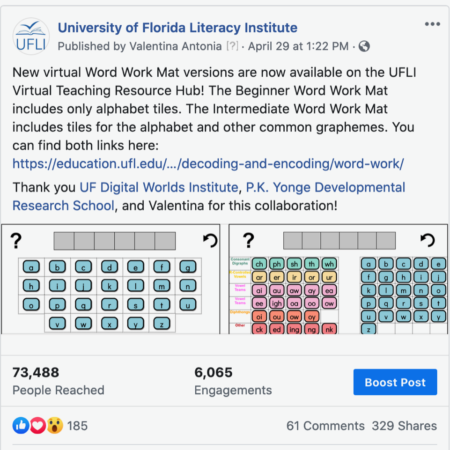 University of Florida Literacy Institute
UFLI
Published by Valentina Antonia [?] · April 29 at 1:22 PM ·
New virtual Word Work Mat versions are now available on the UFLI
Virtual Teaching Resource Hub! The Beginner Word Work Mat
includes only alphabet tiles. The Intermediate Word Work Mat
includes tiles for the alphabet and other common graphemes. You
can find both links here:
https://education.ufl.edu/.../decoding-and-encoding/word-work/
Thank you UF Digital Worlds Institute, P.K. Yonge Developmental
Research School, and Valentina for this collaboration!
?
a b c d e f g
h i j k l m n
o p q r s t u
v w x y z
?
ch ph sh th wh
ar er ir or ur
ai au aw ay ea
ee igh oa oo ow
oi ou ow oy
Other
ck ed ing ng nk
a b c d e
f g h i j
k l m n o
p q r s t
u v w x y
z
73,488
People Reached
6,065
Engagements
Boost Post
185
61 Comments 329 Shares